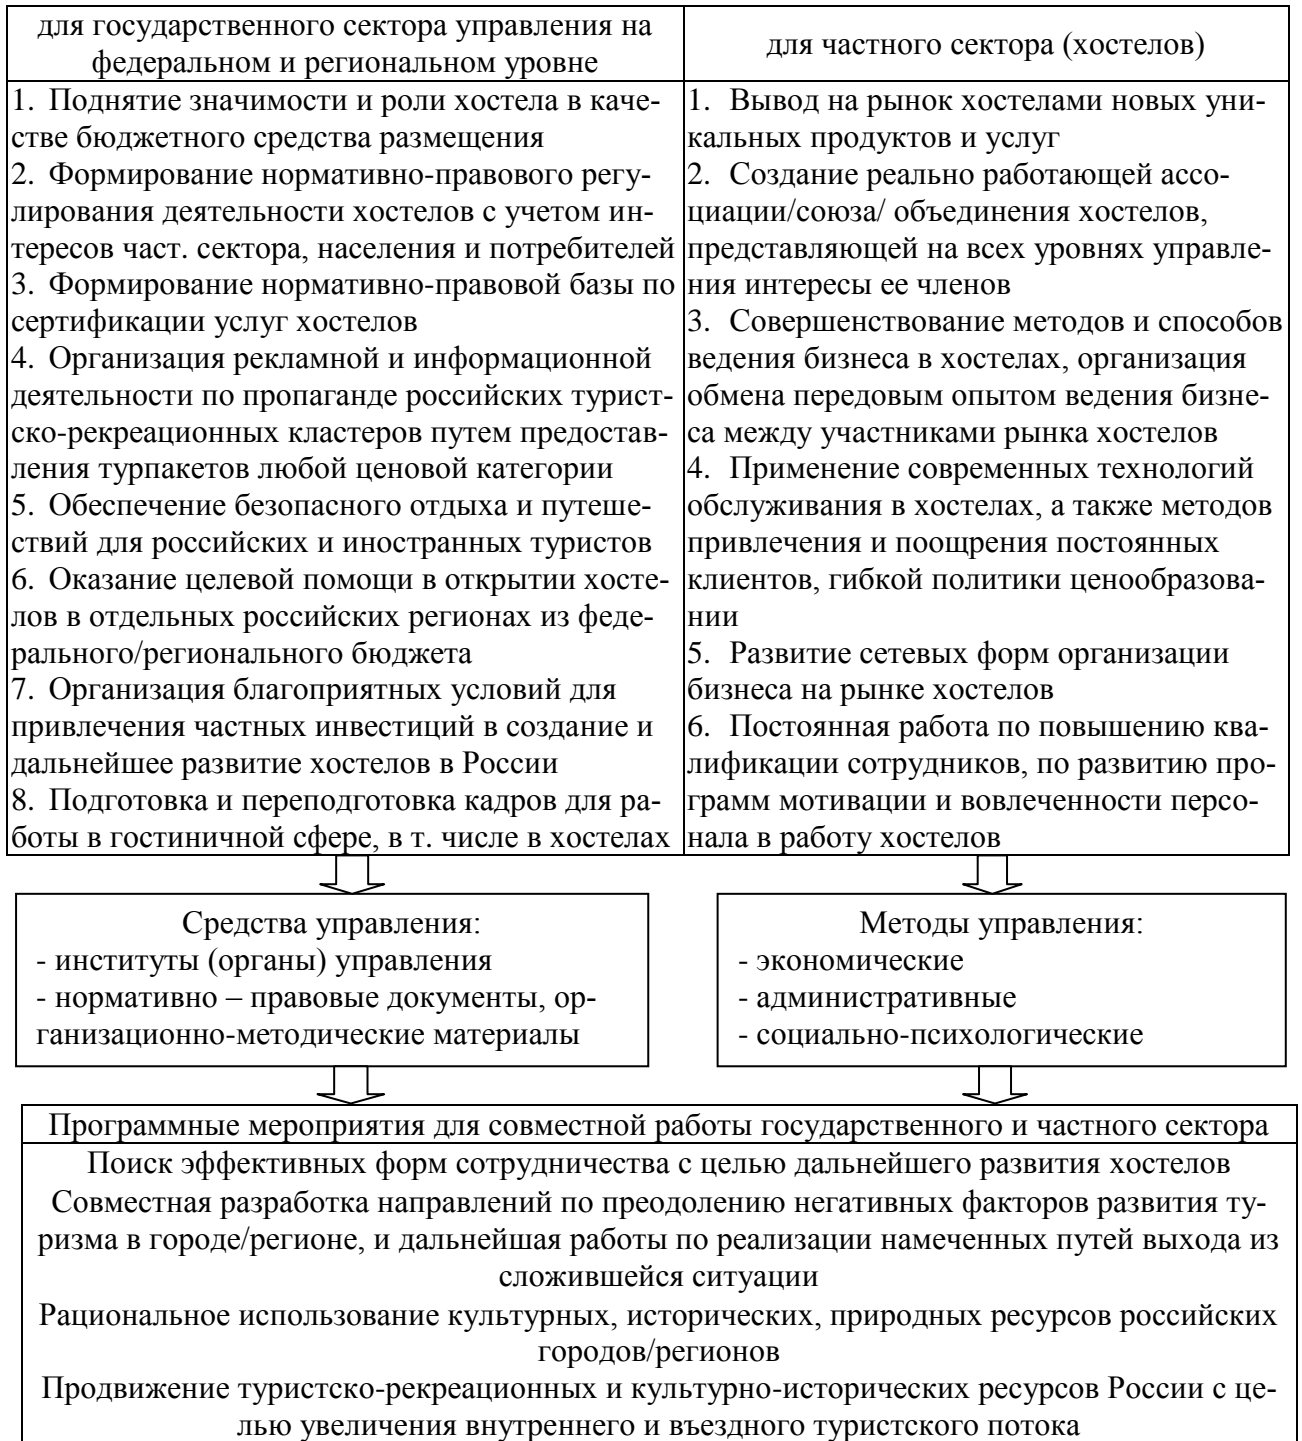 для государственного сектора управления на
федеральном и региональном уровне
для частного сектора (хостелов)
1. Поднятие значимости и роли хостела в каче-
стве бюджетного средства размещения
2. Формирование нормативно-правового регу-
лирования деятельности хостелов с учетом ин-
тересов част. сектора, населения и потребителей
3. Формирование нормативно-правовой базы по
сертификации услуг хостелов
4. Организация рекламной и информационной
деятельности по пропаганде российских турист-
ско-рекреационных кластеров путем предостав-
ления турпакетов любой ценовой категории
5. Обеспечение безопасного отдыха и путеше-
ствий для российских и иностранных туристов
6. Оказание целевой помощи в открытии хосте-
лов в отдельных российских регионах из феде-
рального/регионального бюджета
7. Организация благоприятных условий для
привлечения частных инвестиций в создание и
дальнейшее развитие хостелов в России
8. Подготовка и переподготовка кадров для ра-
боты в гостиничной сфере, в т. числе в хостелах
1. Вывод на рынок хостелами новых уни-
кальных продуктов и услуг
2. Создание реально работающей ассо-
циации/союза/ объединения хостелов,
представляющей на всех уровнях управле-
ния интересы ее членов
3. Совершенствование методов и способов
ведения бизнеса в хостелах, организация
обмена передовым опытом ведения бизне-
са между участниками рынка хостелов
4. Применение современных технологий
обслуживания в хостелах, а также методов
привлечения и поощрения постоянных
клиентов, гибкой политики ценообразова-
нии
5. Развитие сетевых форм организации
бизнеса на рынке хостелов
6. Постоянная работа по повышению ква-
лификации сотрудников, по развитию про-
грамм мотивации и вовлеченности персо-
нала в работу хостелов
Средства управления:
- институты (органы) управления
- нормативно – правовые документы, ор-
ганизационно-методические материалы
Методы управления:
- экономические
- административные
- социально-психологические
Программные мероприятия для совместной работы государственного и частного сектора
Поиск эффективных форм сотрудничества с целью дальнейшего развития хостелов
Совместная разработка направлений по преодолению негативных факторов развития ту-
ризма в городе/регионе, и дальнейшая работы по реализации намеченных путей выхода из
сложившейся ситуации
Рациональное использование культурных, исторических, природных ресурсов российских
городов/регионов
Продвижение туристско-рекреационных и культурно-исторических ресурсов России с це-
лью увеличения внутреннего и въездного туристского потока